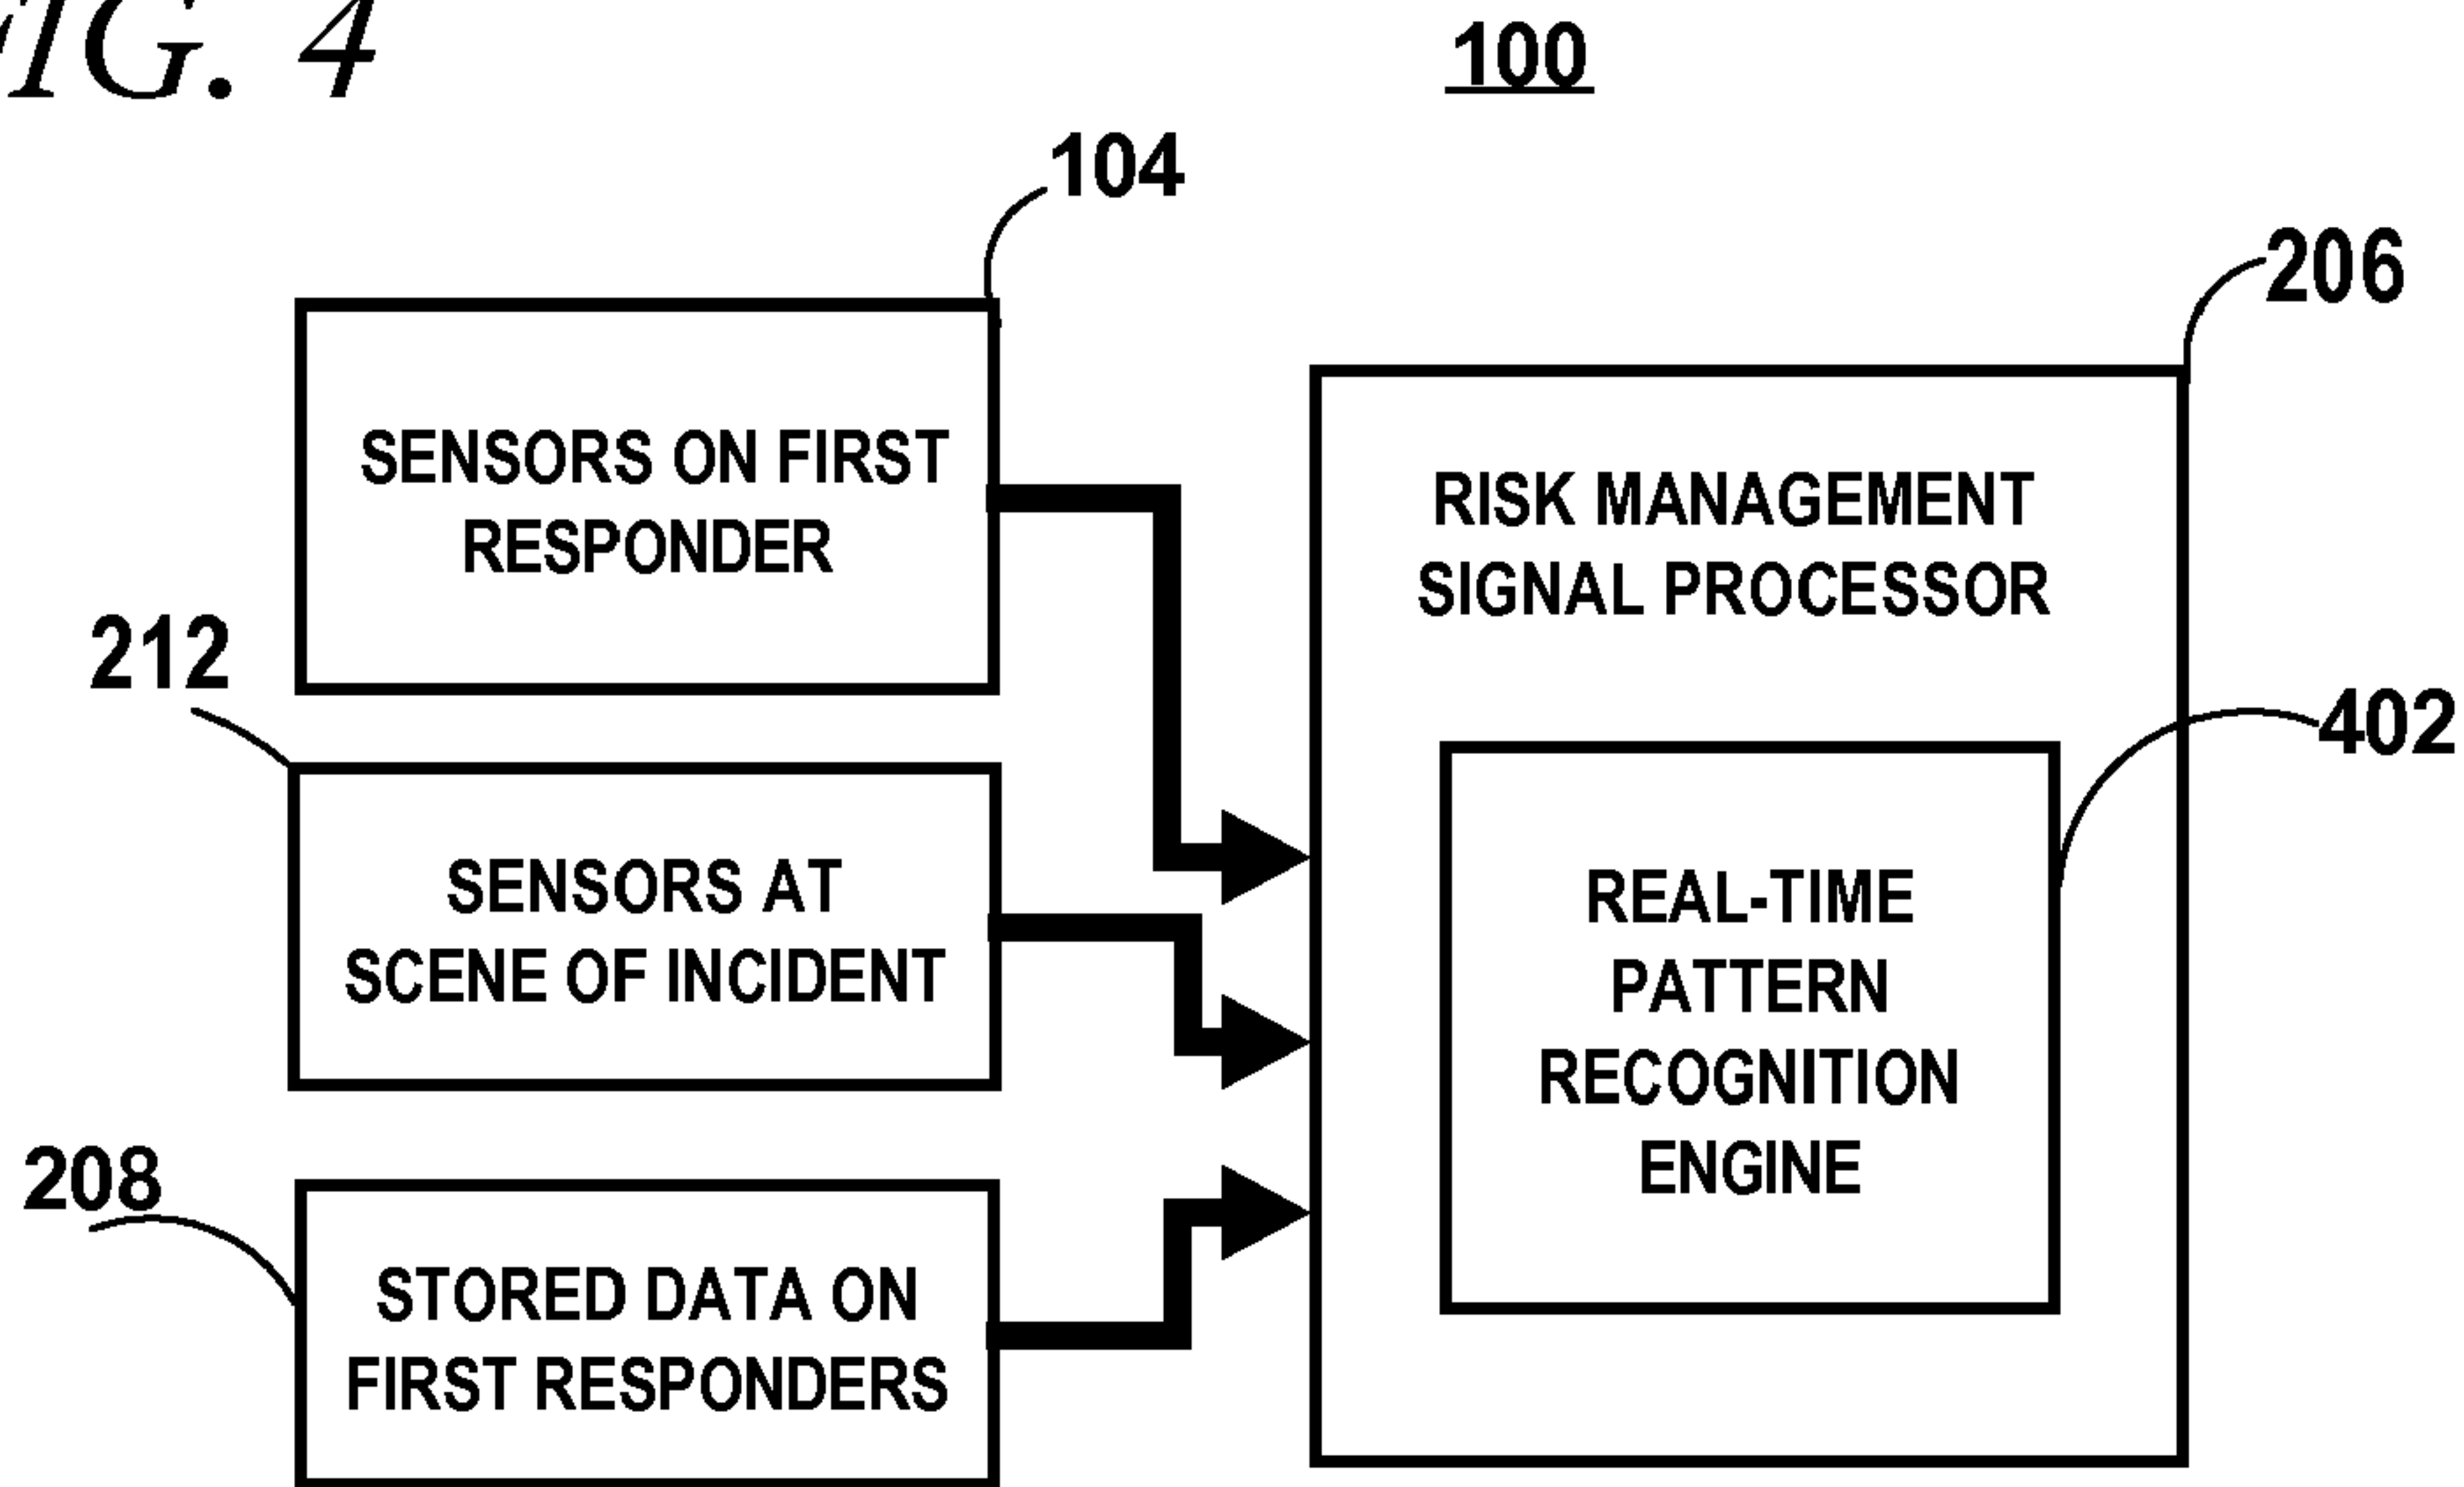 FIG. 4
100
104
206
SENSORS ON FIRST
RESPONDER
RISK MANAGEMENT
SIGNAL PROCESSOR
212
402
SENSORS AT
SCENE OF INCIDENT
REAL-TIME
PATTERN
RECOGNITION
ENGINE
208
STORED DATA ON
FIRST RESPONDERS